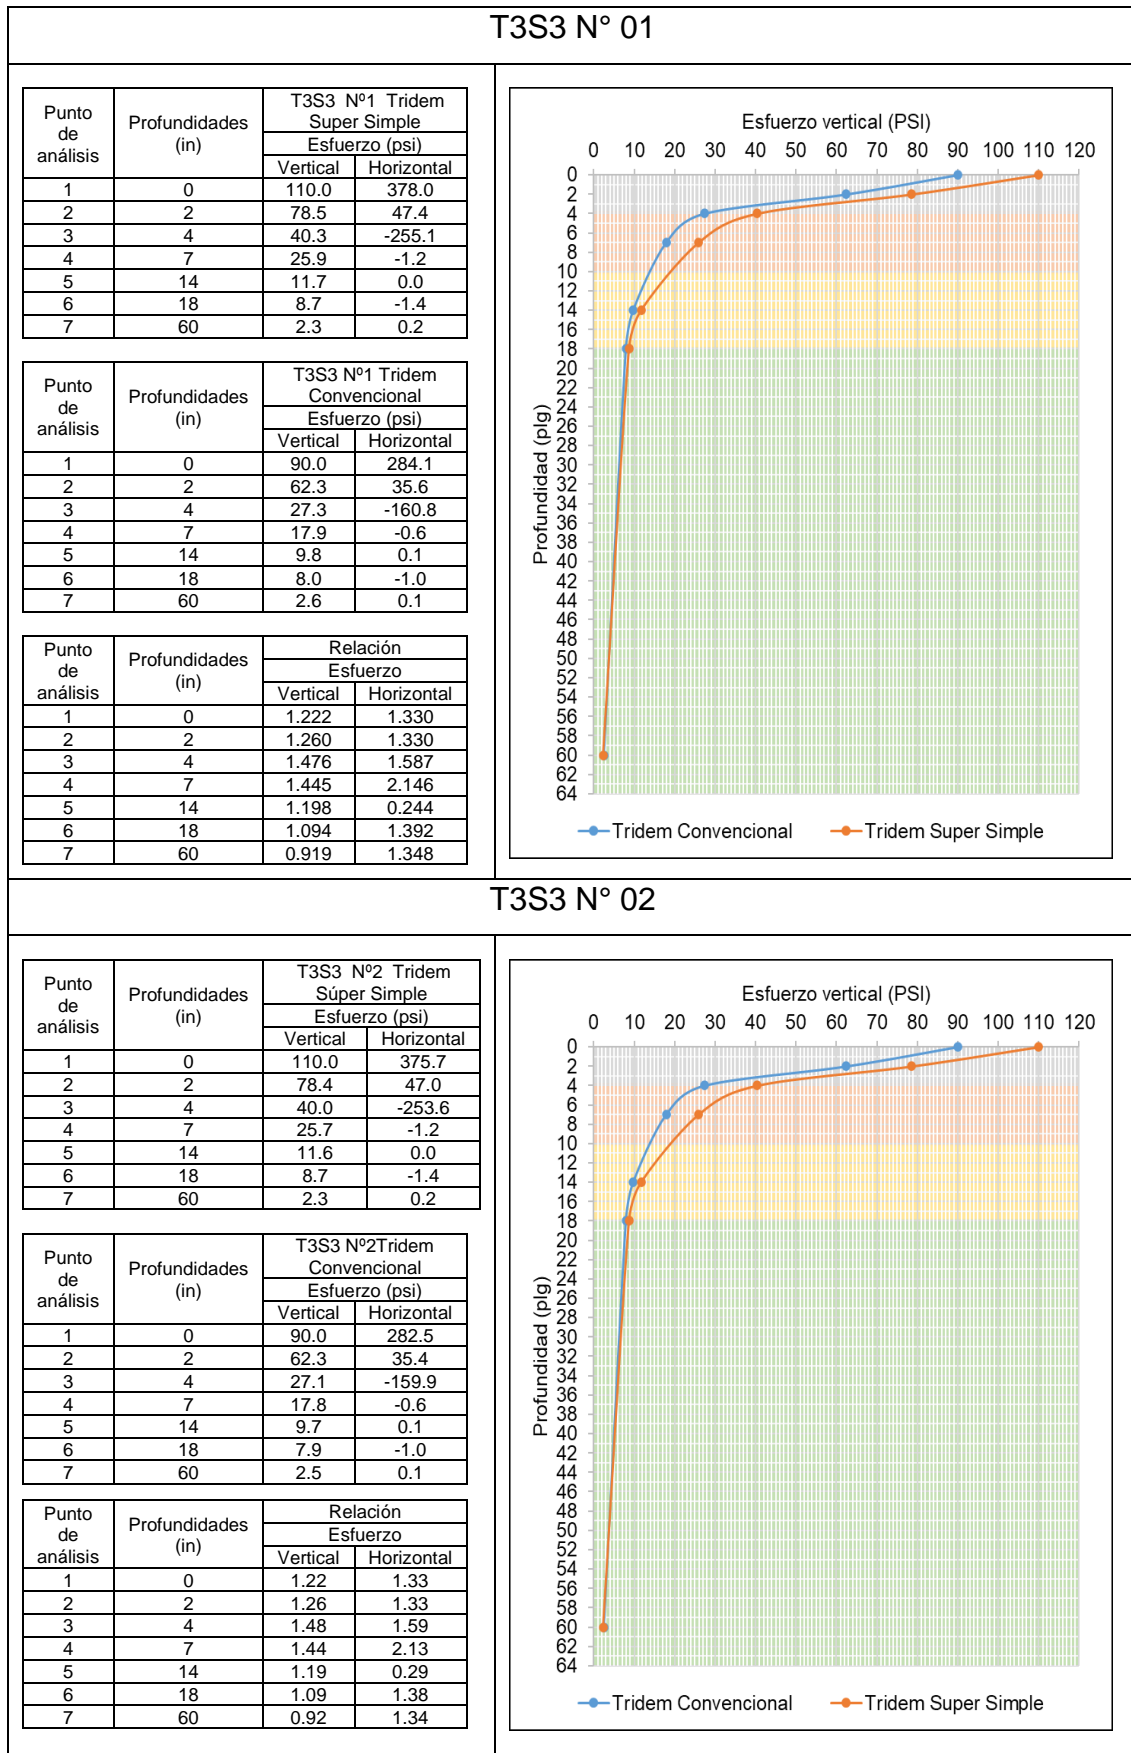 T3S3 N° 01
Punto de análisis Profundidades (in) T3S3 Nº1 Tridem Super Simple
Esfuerzo (psi)
Vertical Horizontal
1 0 110.0 378.0
2 2 78.5 47.4
3 4 40.3 -255.1
4 7 25.9 -1.2
5 14 11.7 0.0
6 18 8.7 -1.4
7 60 2.3 0.2
Punto de análisis Profundidades (in) T3S3 Nº1 Tridem Convencional
Esfuerzo (psi)
Vertical Horizontal
1 0 90.0 284.1
2 2 62.3 35.6
3 4 27.3 -160.8
4 7 17.9 -0.6
5 14 9.8 0.1
6 18 8.0 -1.0
7 60 2.6 0.1
Punto de análisis Profundidades (in) Relación
Esfuerzo
Vertical Horizontal
1 0 1.222 1.330
2 2 1.260 1.330
3 4 1.476 1.587
4 7 1.445 2.146
5 14 1.198 0.244
6 18 1.094 1.392
7 60 0.919 1.348
Esfuerzo vertical (PSI)
0 10 20 30 40 50 60 70 80 90 100 110 120
Profundidad (plg)
0
2
4
6
8
10
12
14
16
18
20
22
24
26
28
30
32
34
36
38
40
42
44
46
48
50
52
54
56
58
60
62
64
Tridem Convencional Tridem Super Simple
T3S3 N° 02
Punto de análisis Profundidades (in) T3S3 Nº2 Tridem Súper Simple
Esfuerzo (psi)
Vertical Horizontal
1 0 110.0 375.7
2 2 78.4 47.0
3 4 40.0 -253.6
4 7 25.7 -1.2
5 14 11.6 0.0
6 18 8.7 -1.4
7 60 2.3 0.2
Punto de análisis Profundidades (in) T3S3 Nº2Tridem Convencional
Esfuerzo (psi)
Vertical Horizontal
1 0 90.0 282.5
2 2 62.3 35.4
3 4 27.1 -159.9
4 7 17.8 -0.6
5 14 9.7 0.1
6 18 7.9 -1.0
7 60 2.5 0.1
Punto de análisis Profundidades (in) Relación
Esfuerzo
Vertical Horizontal
1 0 1.22 1.33
2 2 1.26 1.33
3 4 1.48 1.59
4 7 1.44 2.13
5 14 1.19 0.29
6 18 1.09 1.38
7 60 0.92 1.34
Esfuerzo vertical (PSI)
0 10 20 30 40 50 60 70 80 90 100 110 120
Profundidad (plg)
0
2
4
6
8
10
12
14
16
18
20
22
24
26
28
30
32
34
36
38
40
42
44
46
48
50
52
54
56
58
60
62
64
Tridem Convencional Tridem Super Simple